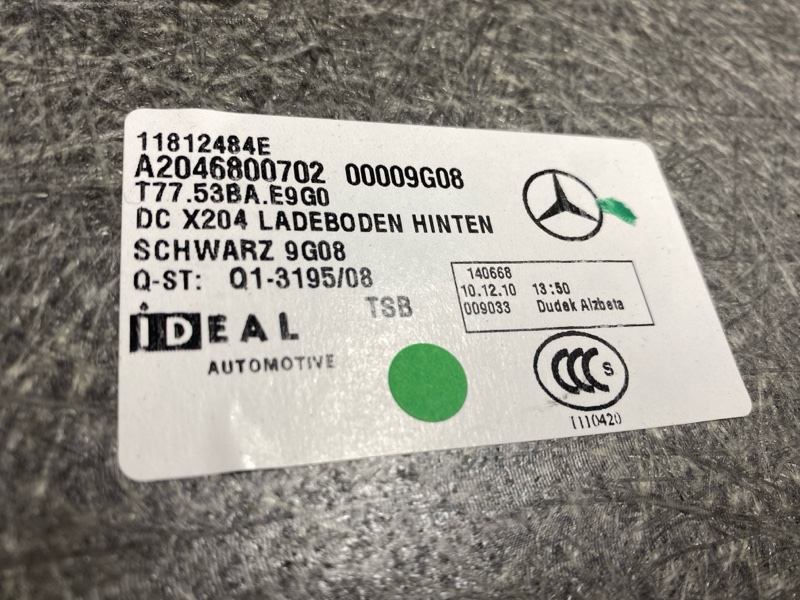 11812484E
A2046800702 00009G08
T77.53BA.E9G0
DC X204 LADEBODEN HINTEN
SCHWARZ 9G08
Q-ST: Q1-3195/08
TSB
140668
10.12.10 13:50
009033 Dudek Alzbeta
iDEAL
AUTOMOTIVE
CCC S
1110420